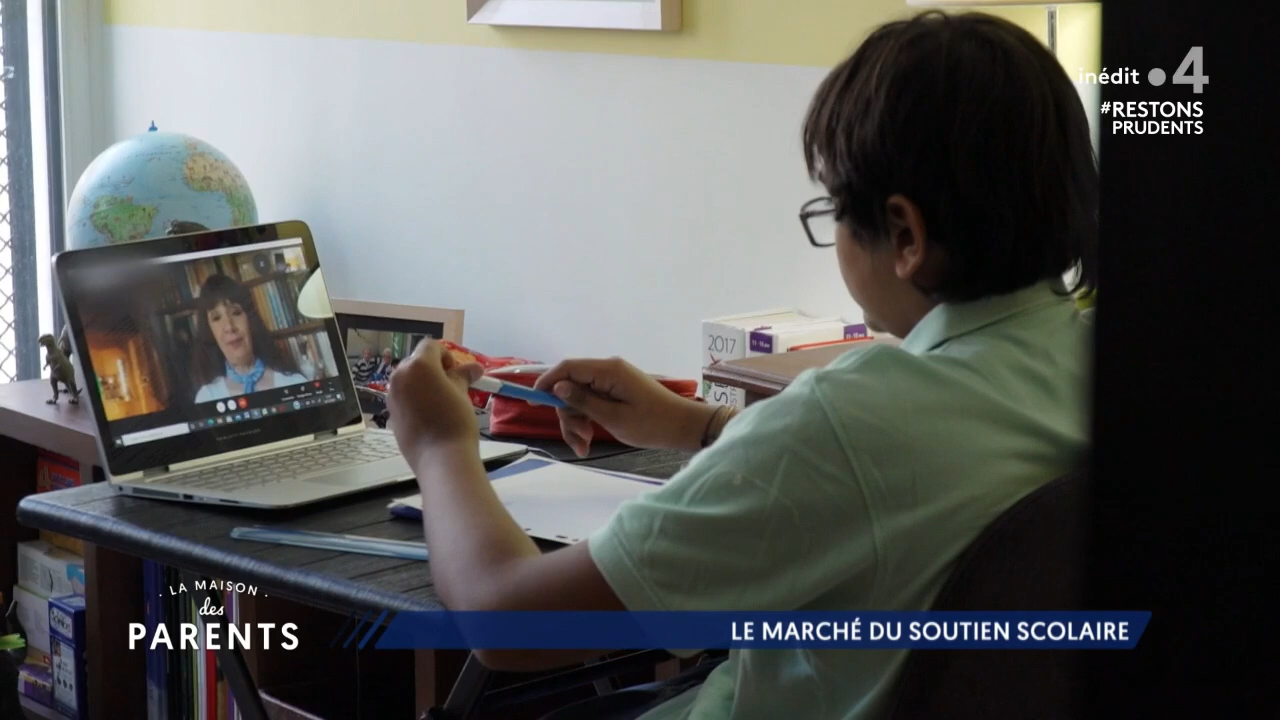 inédit 4
#RESTONS
PRUDENTS
2017
LA MAISON
des
PARENTS
LE MARCHÉ DU SOUTIEN SCOLAIRE